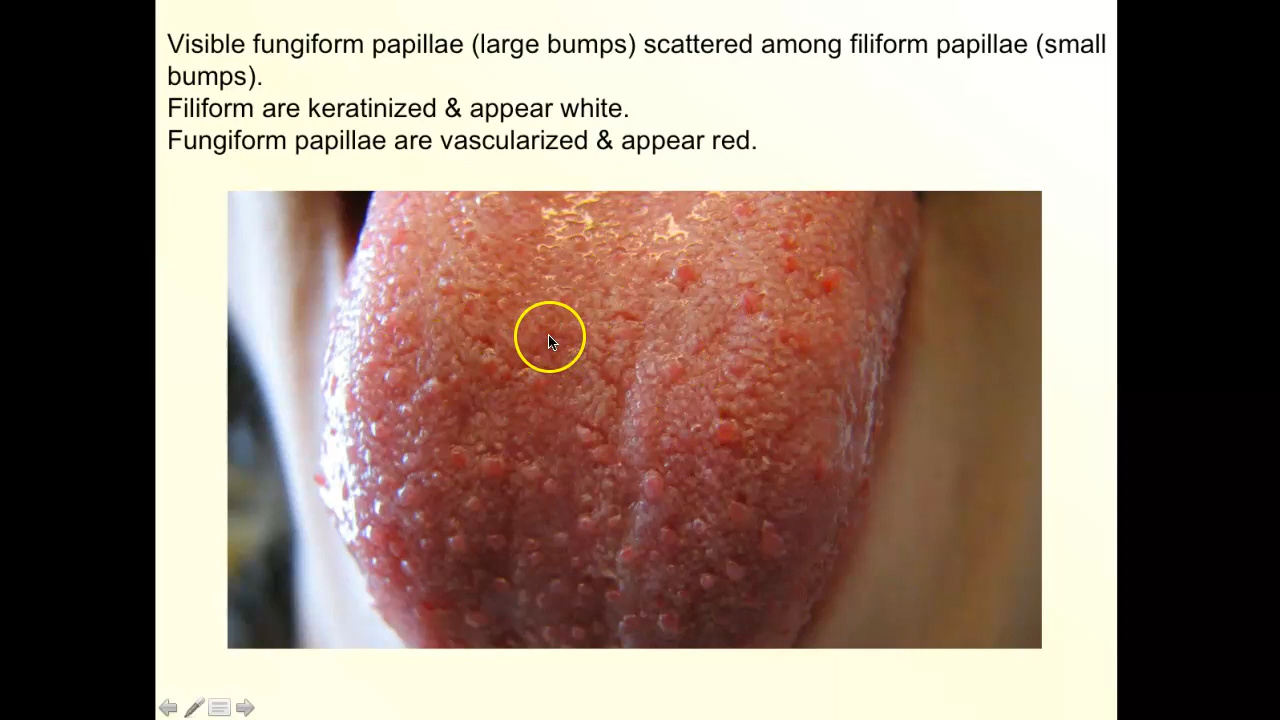 Visible fungiform papillae (large bumps) scattered among filiform papillae (small
bumps).
Filiform are keratinized & appear white.
Fungiform papillae are vascularized & appear red.